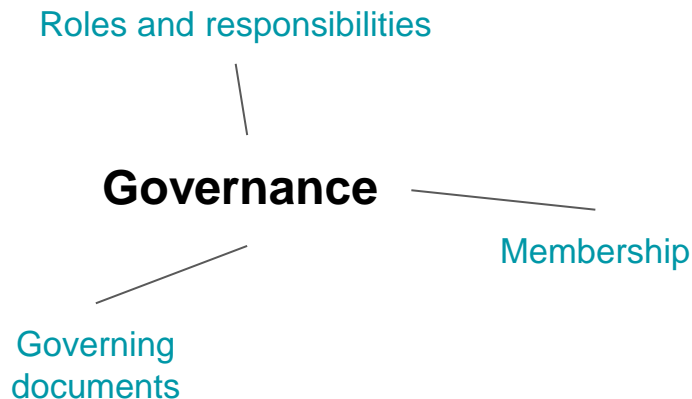 Roles and responsibilities
Governance
Membership
Governing
documents